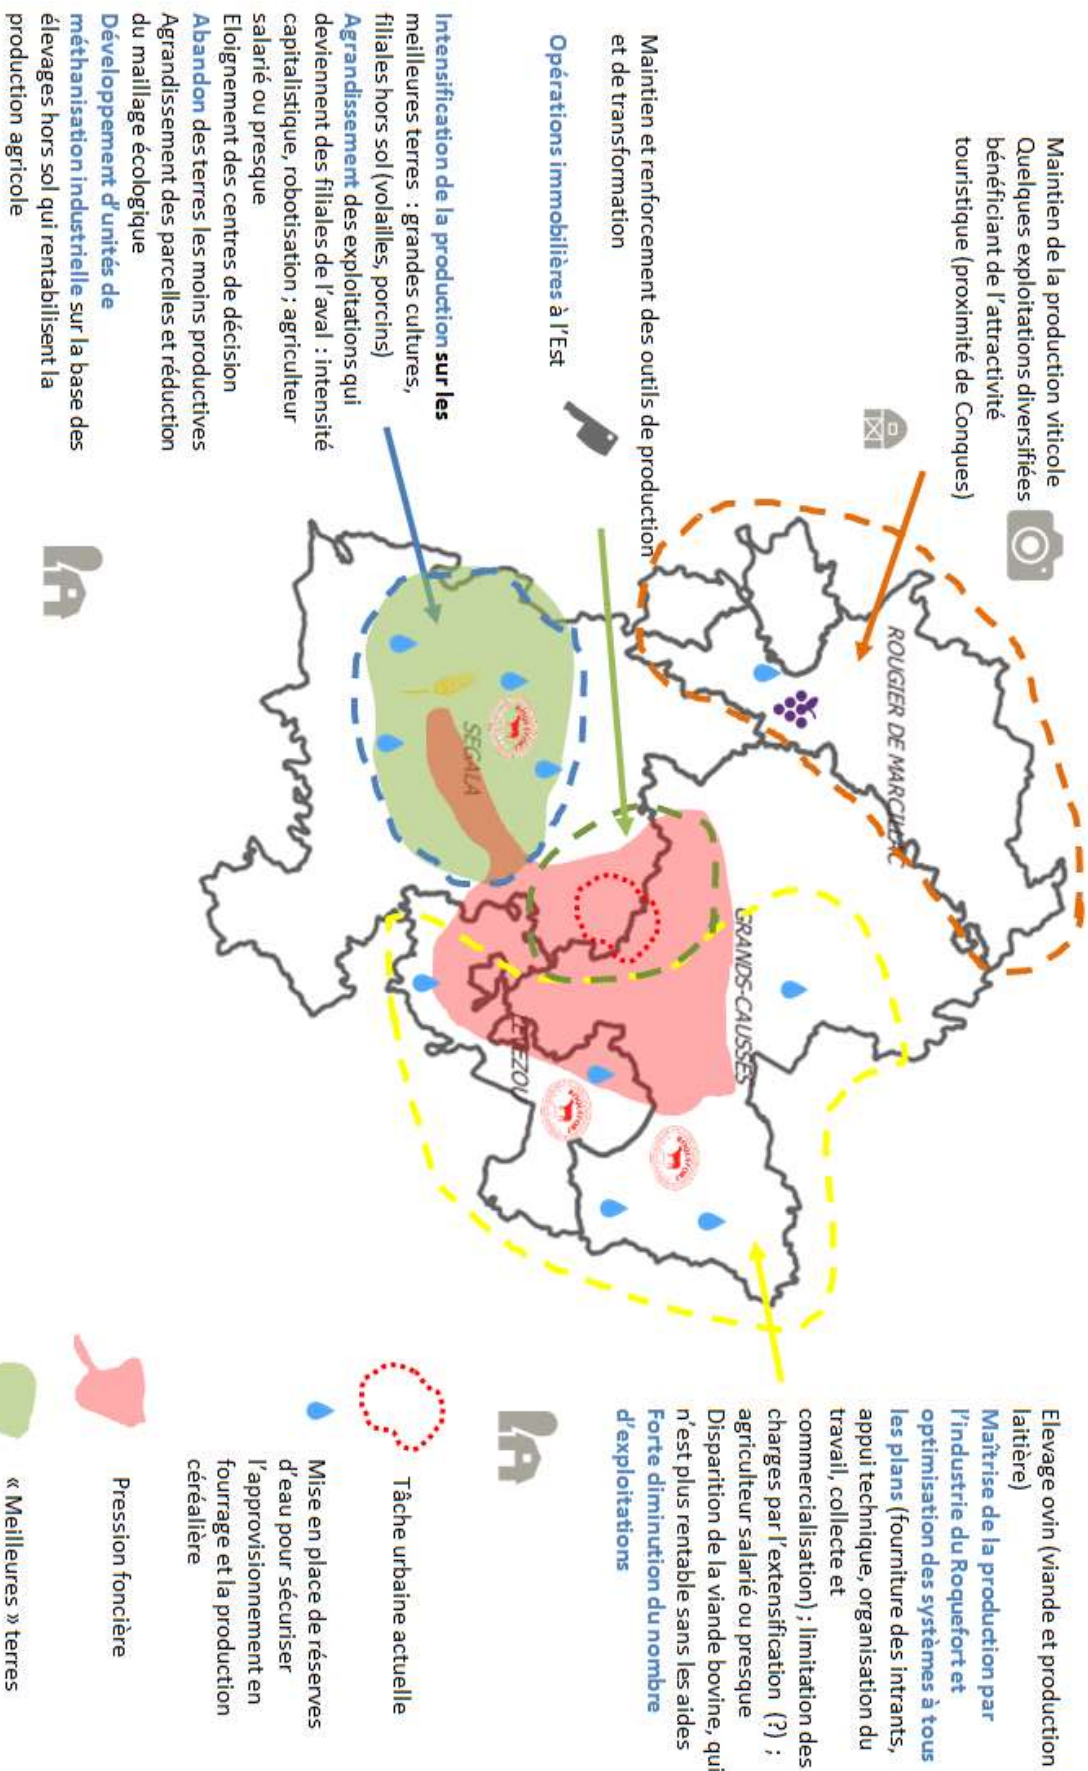 Maintien de la production viticole
Quelques exploitations diversifiées
bénéficiant de l'attractivité
touristique (proximité de Conques)
Maintien et renforcement des outils de production
et de transformation
Opérations immobilières à l'Est
Intensification de la production sur les
meilleures terres : grandes cultures,
filiales hors sol (volailles, porcins)
Agrandissement des exploitations qui
deviennent des filiales de l'aval : intensité
capitalistique, robotisation ; agriculteur
salarié ou presque
Eloignement des centres de décision
Abandon des terres les moins productives
Agrandissement des parcelles et réduction
du maillage écologique
Développement d'unités de
méthanisation industrielle sur la base des
élevages hors sol qui rentabilisent la
production agricole
ROUGIER DE MARCILLAC
SEGALA
GRANDS-CAUSSES
LEVEZOU
ROQUEFORT
ROQUEFORT
ROQUEFORT
Elevage ovin (viande et production
laitière)
Maîtrise de la production par
l'industrie du Roquefort et
optimisation des systèmes à tous
les plans (fourniture des intrants,
appui technique, organisation du
travail, collecte et
commercialisation) ; limitation des
charges par l'extensification (?) ;
agriculteur salarié ou presque
Disparition de la viande bovine, qui
n'est plus rentable sans les aides
Forte diminution du nombre
d'exploitations
Tâche urbaine actuelle
Mise en place de réserves
d'eau pour sécuriser
l'approvisionnement en
fourrage et la production
céréalière
Pression foncière
« Meilleures » terres